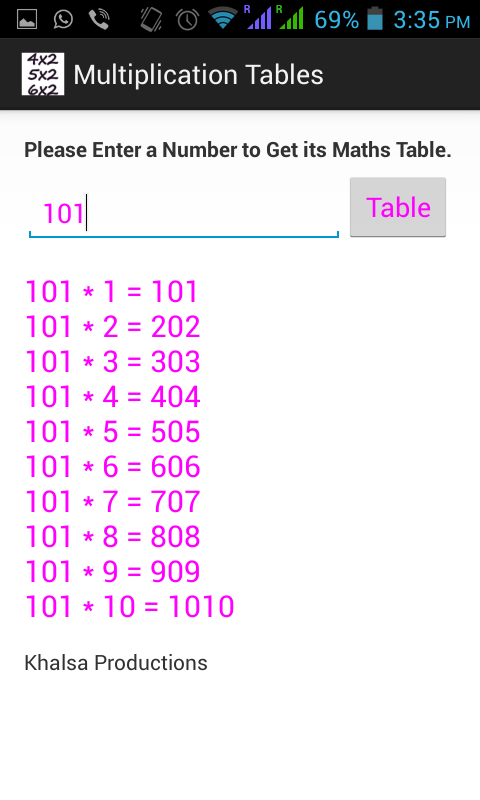 R R 69% 3:35 PM
4x2
5x2
6x2
Multiplication Tables
Please Enter a Number to Get its Maths Table.
101
Table
101 * 1 = 101
101 * 2 = 202
101 * 3 = 303
101 * 4 = 404
101 * 5 = 505
101 * 6 = 606
101 * 7 = 707
101 * 8 = 808
101 * 9 = 909
101 * 10 = 1010
Khalsa Productions